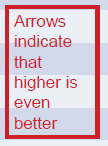 Arrows
indicate
that
higher is
even
better